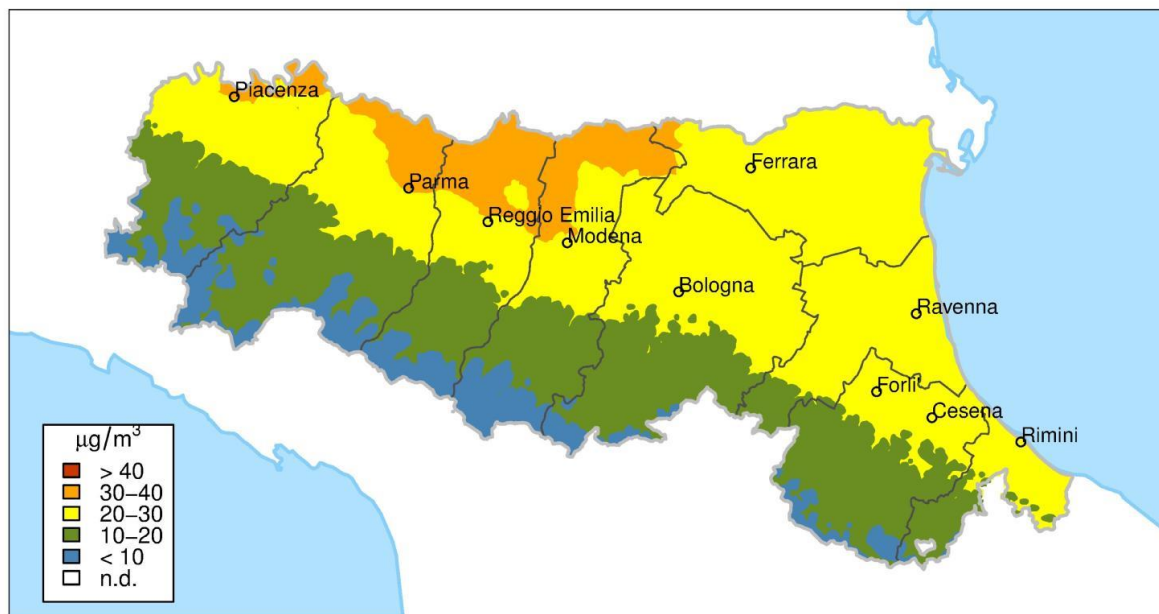 Piacenza
Parma
Reggio Emilia
Modena
Ferrara
Bologna
Ravenna
Forlì
Cesena
Rimini
μg/m³
> 40
30–40
20–30
10–20
< 10
n.d.